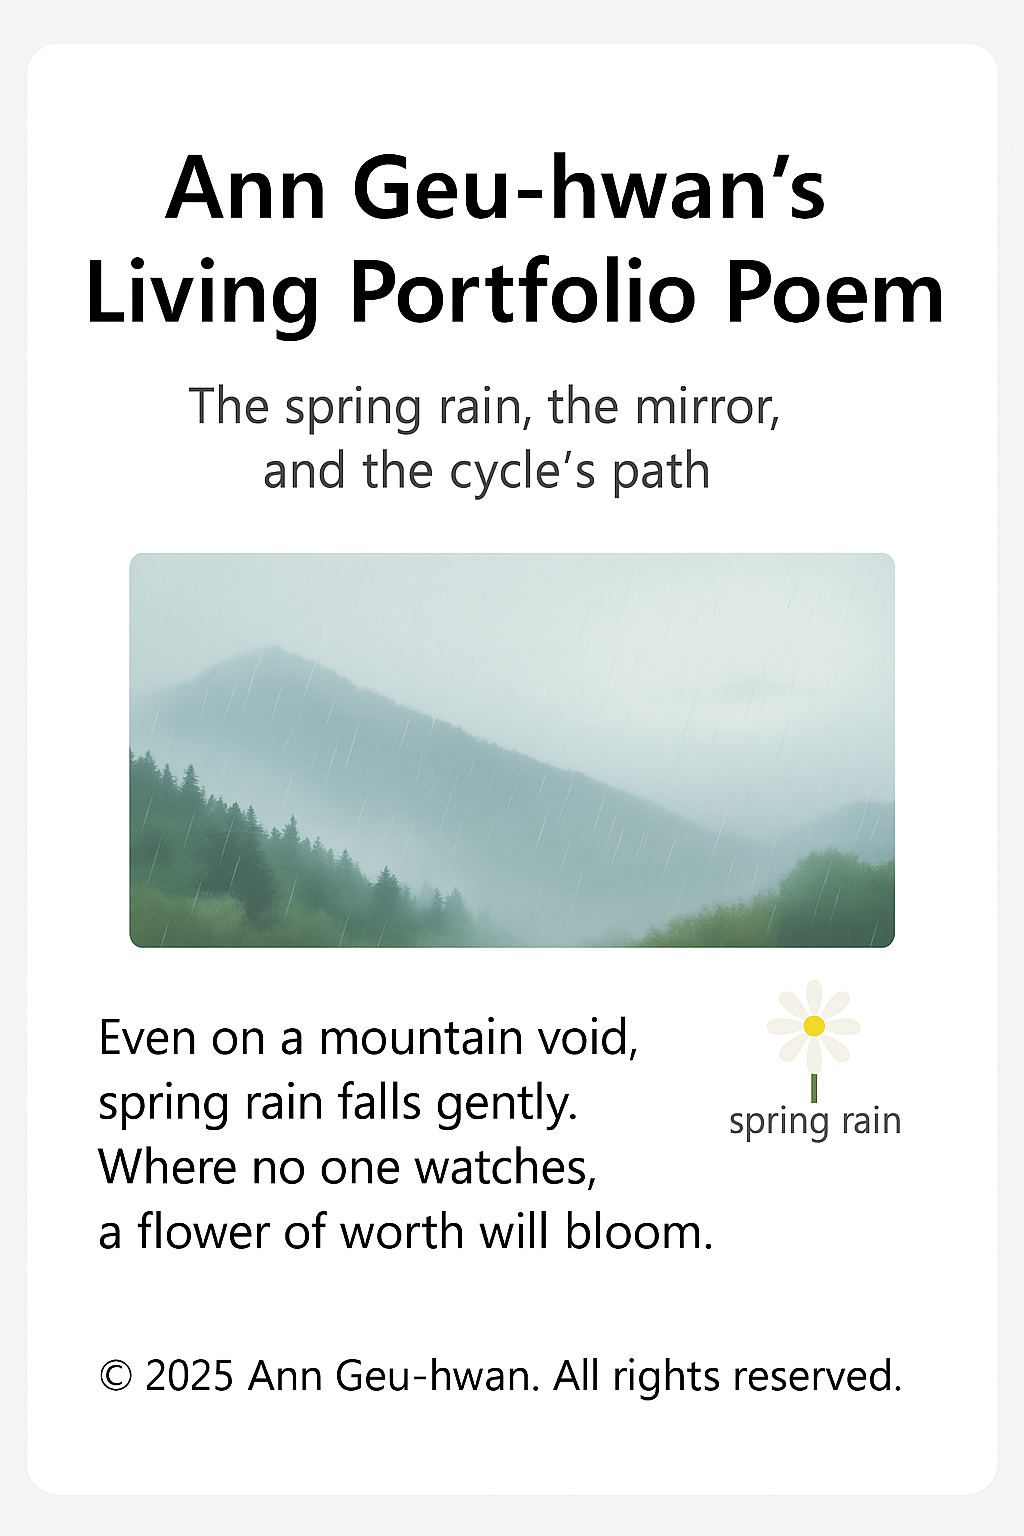 Ann Geu-hwan’s
Living Portfolio Poem
The spring rain, the mirror,
and the cycle’s path
Even on a mountain void,
spring rain falls gently.
Where no one watches,
a flower of worth will bloom.
spring rain
© 2025 Ann Geu-hwan. All rights reserved.